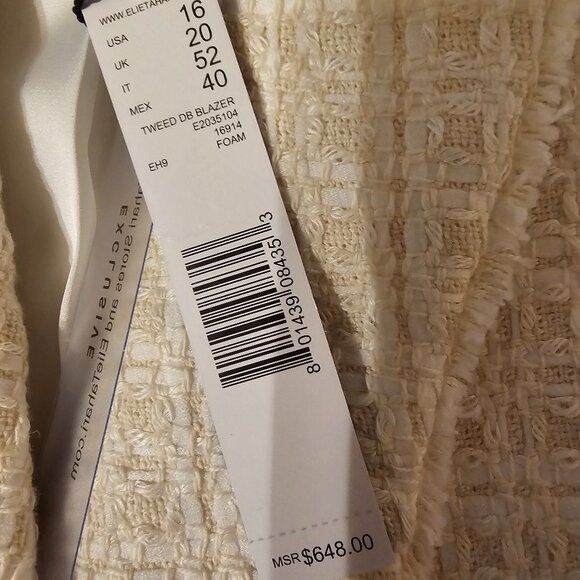 WWW.ELIETAHA
USA 16
UK 20
IT 52
MEX 40
TWEED DB BLAZER
E2035104
16914
EH9 FOAM
8 01439 08435 3
MSR $648.00
ahari Stores and ElieTahari.com
EXCLUSIVE